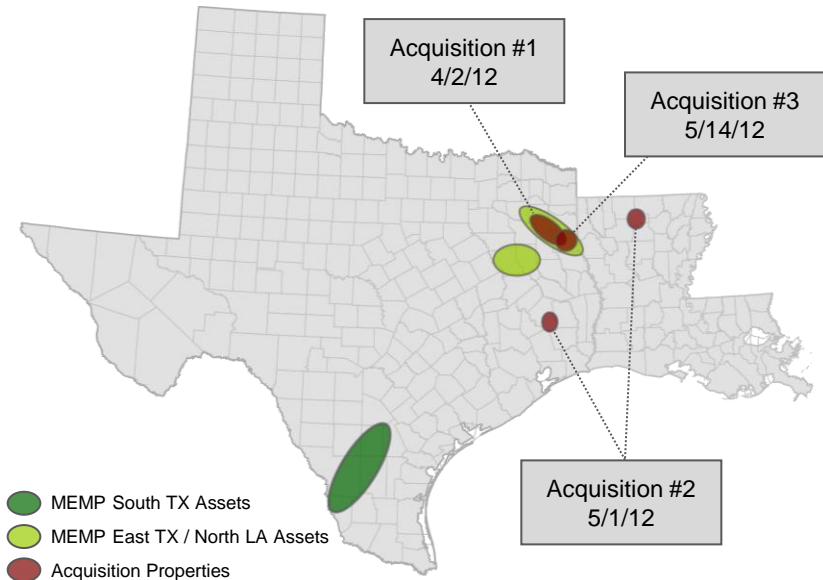 Acquisition #1
4/2/12
Acquisition #3
5/14/12
Acquisition #2
5/1/12
MEMP South TX Assets
MEMP East TX / North LA Assets
Acquisition Properties